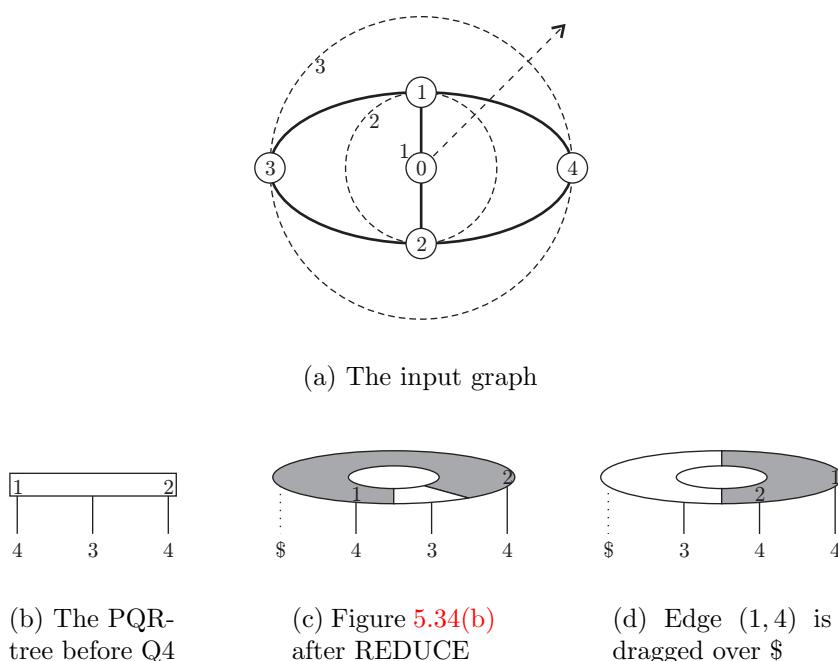 3
1
2
1
3
0
4
2
(a) The input graph
1 2
4 3 4
1 2
$ 4 3 4
1
2
$ 3 4 4
(b) The PQR-
tree before Q4
(c) Figure 5.34(b)
after REDUCE
(d) Edge (1, 4) is
dragged over $